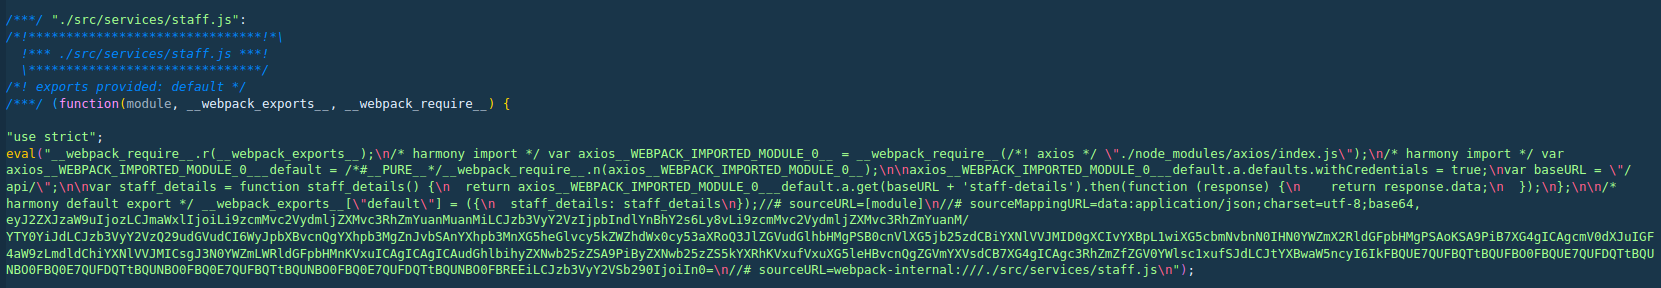 /***/ "./src/services/staff.js":
/*!*******************************!*\
  !*** ./src/services/staff.js ***!
  \*******************************/
/*! exports provided: default */
/***/ (function(module, __webpack_exports__, __webpack_require__) {
"use strict";
eval("__webpack_require__.r(__webpack_exports__);\n/* harmony import */ var axios__WEBPACK_IMPORTED_MODULE_0__ = __webpack_require__(/*! axios */ \"./node_modules/axios/index.js\");\n/* harmony import */ var
axios__WEBPACK_IMPORTED_MODULE_0___default = /*#__PURE__*/__webpack_require__.n(axios__WEBPACK_IMPORTED_MODULE_0__);\n\naxios__WEBPACK_IMPORTED_MODULE_0___default.a.defaults.withCredentials = true;\nvar baseURL = \"/
api/\";\n\nvar staff_details = function staff_details() {\n  return axios__WEBPACK_IMPORTED_MODULE_0___default.a.get(baseURL + 'staff-details').then(function (response) {\n    return response.data;\n  });\n};\n\n/*
harmony default export */ __webpack_exports__[\"default\"] = ({\n  staff_details: staff_details\n});//# sourceURL=[module]\n//# sourceMappingURL=data:application/json;charset=utf-8;base64,
NBO0FBQ0E7QUFDQTtBQUNBO0FBQ0E7QUFBQTtBQUNBO0FBQ0E7QUFDQTtBQUNBO0FBREEiLCJzb3VyY2VSb290IjoiIn0=\n//# sourceURL=webpack-internal:///./src/services/staff.js\n");